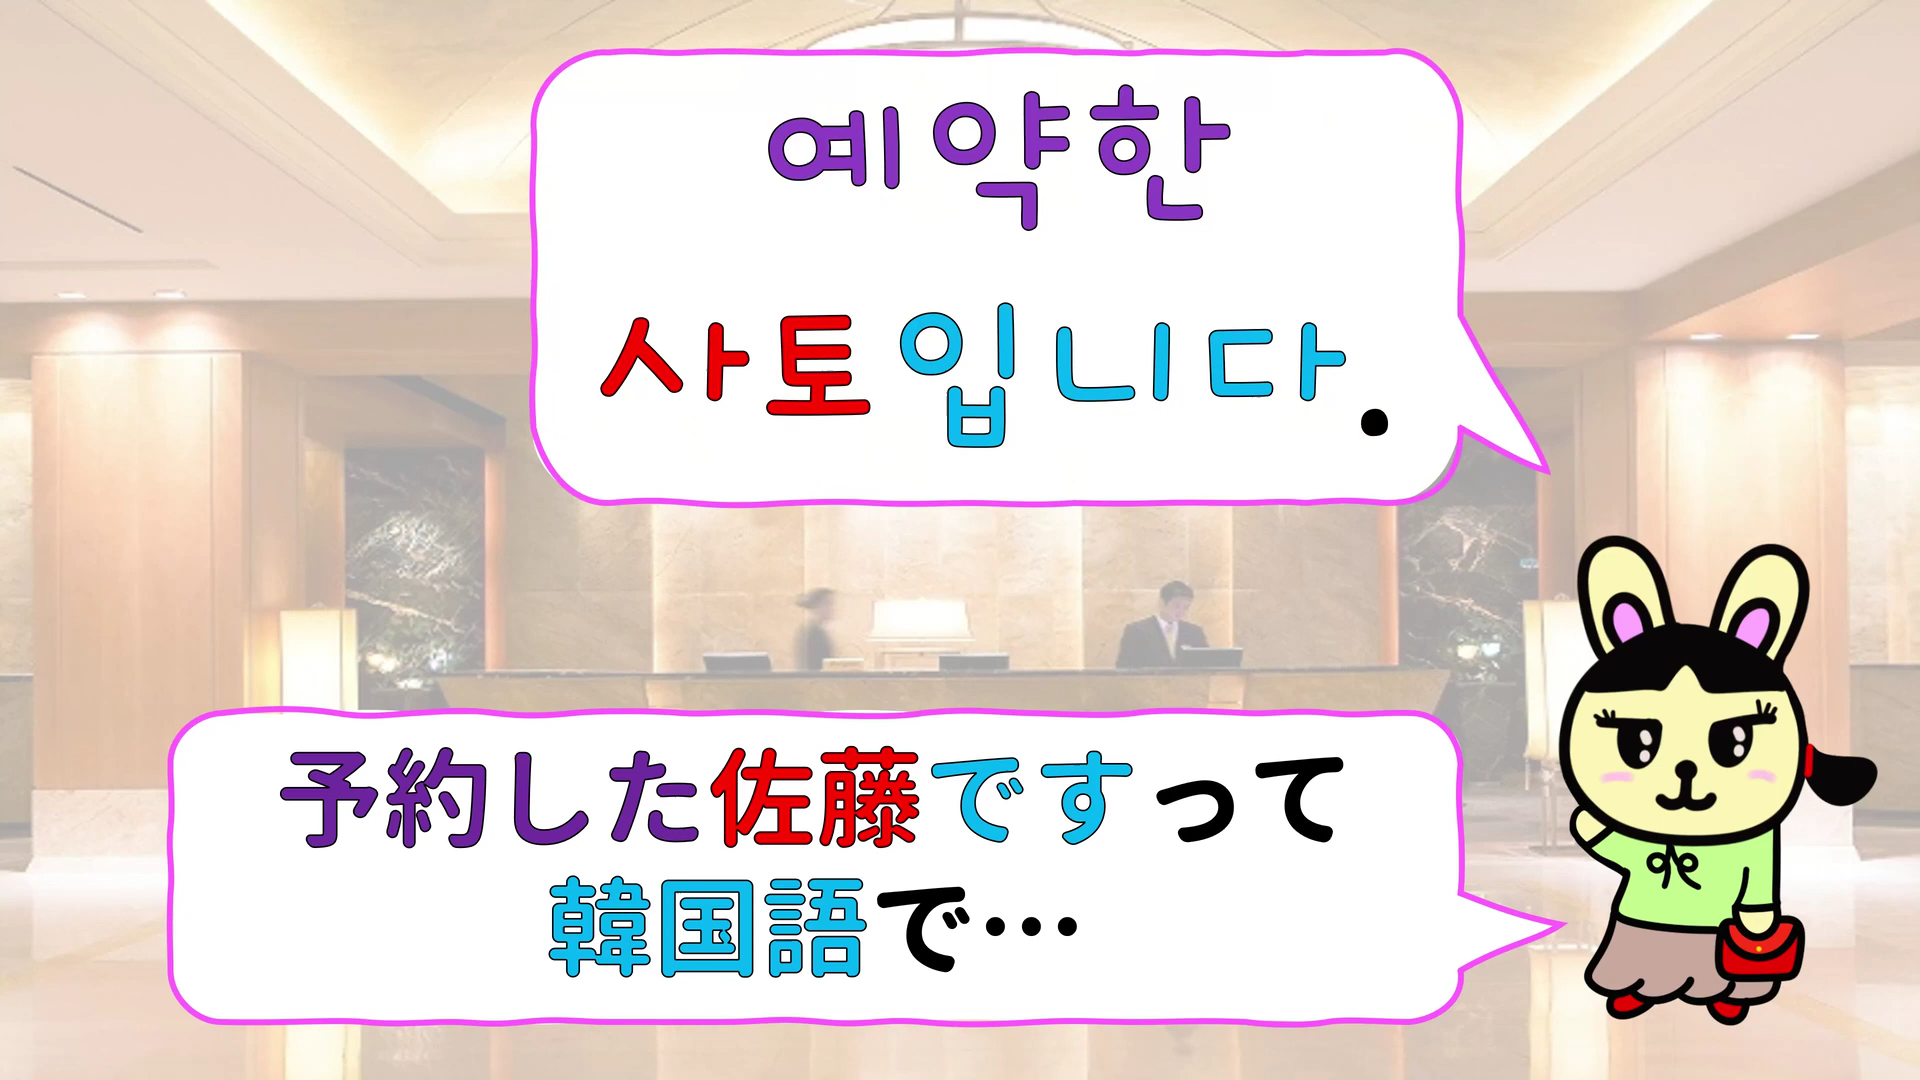 예약한
사토입니다.
予約した佐藤ですって
韓国語で…